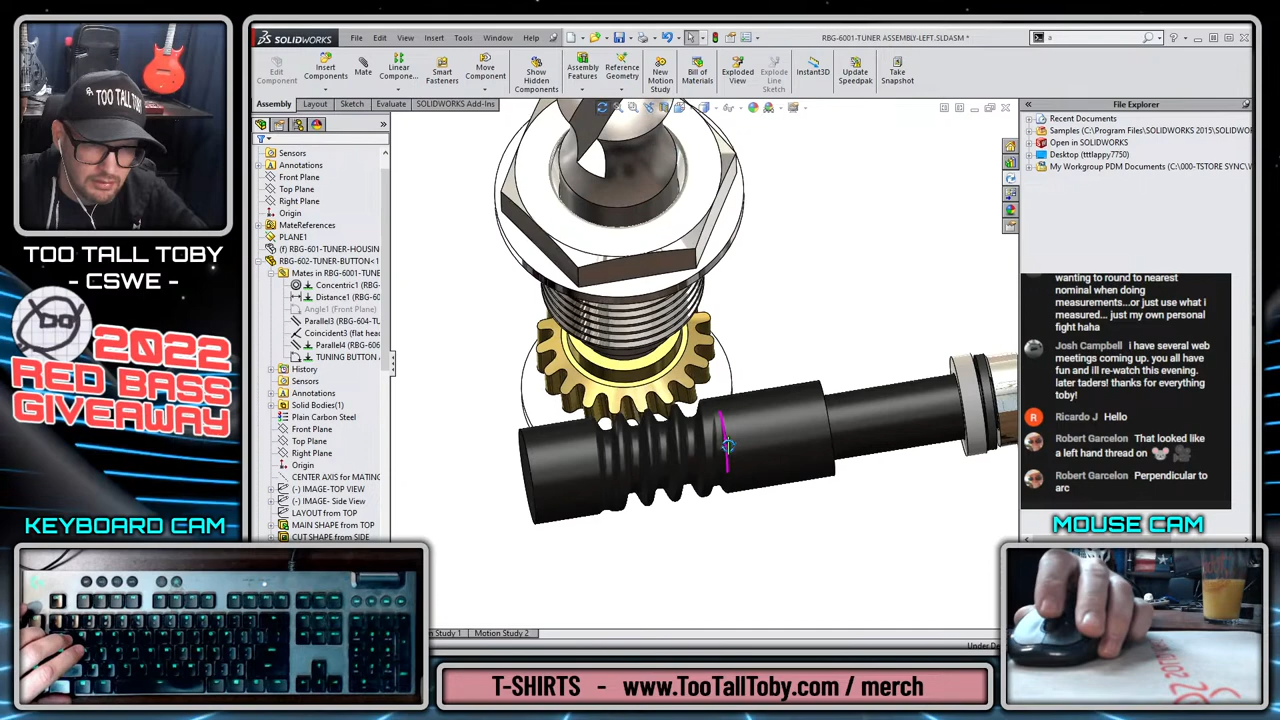 TOO TALL TOBY
TOO TALL TOBY
- CSWE -
2022
RED BASS
GIVEAWAY
KEYBOARD CAM
SOLIDWORKS
File Edit View Insert Tools Window Help
RBG-6001-TUNER ASSEMBLY-LEFT.SLDASM *
a
Edit Component
Insert Components
Mate
Linear Compone...
Smart Fasteners
Move Component
Show Hidden Components
Assembly Features
Reference Geometry
New Motion Study
Bill of Materials
Exploded View
Explode Line Sketch
Instant3D
Update Speedpak
Take Snapshot
Assembly Layout Sketch Evaluate SOLIDWORKS Add-Ins
Sensors
Annotations
Front Plane
Top Plane
Right Plane
Origin
MateReferences
PLANE1
(f) RBG-601-TUNER-HOUSIN
RBG-602-TUNER-BUTTON<1
Mates in RBG-6001-TUNE
Concentric1 (RBG-
Distance1 (RBG-60
Angle1 (Front Plane)
Parallel3 (RBG-604-T
Coincident3 (flat hea
Parallel4 (RBG-606-T
TUNING BUTTON
History
Sensors
Annotations
Solid Bodies(1)
Plain Carbon Steel
Front Plane
Top Plane
Right Plane
Origin
CENTER AXIS for MATING
(-) IMAGE-TOP VIEW
(-) IMAGE- Side View
LAYOUT from TOP
MAIN SHAPE from TOP
CUT SHAPE from SIDE
n Study 1 Motion Study 2
Under De
File Explorer
Recent Documents
Samples (C:\Program Files\SOLIDWORKS 2015\SOLIDWOR
Open in SOLIDWORKS
Desktop (tttlappy7750)
My Workgroup PDM Documents (C:\000-TSTORE SYNC\W
wanting to round to nearest
nominal when doing
measurements...or just use what i
measured... just my own personal
fight haha
Josh Campbell i have several web
meetings coming up. you all have
fun and ill re-watch this evening.
later taders! thanks for everything
toby!
R
Ricardo J Hello
Robert Garcelon That looked like
a left hand thread on 🐭 🎥
Robert Garcelon Perpendicular to
arc
MOUSE CAM
T-SHIRTS - www.TooTallToby.com / merch